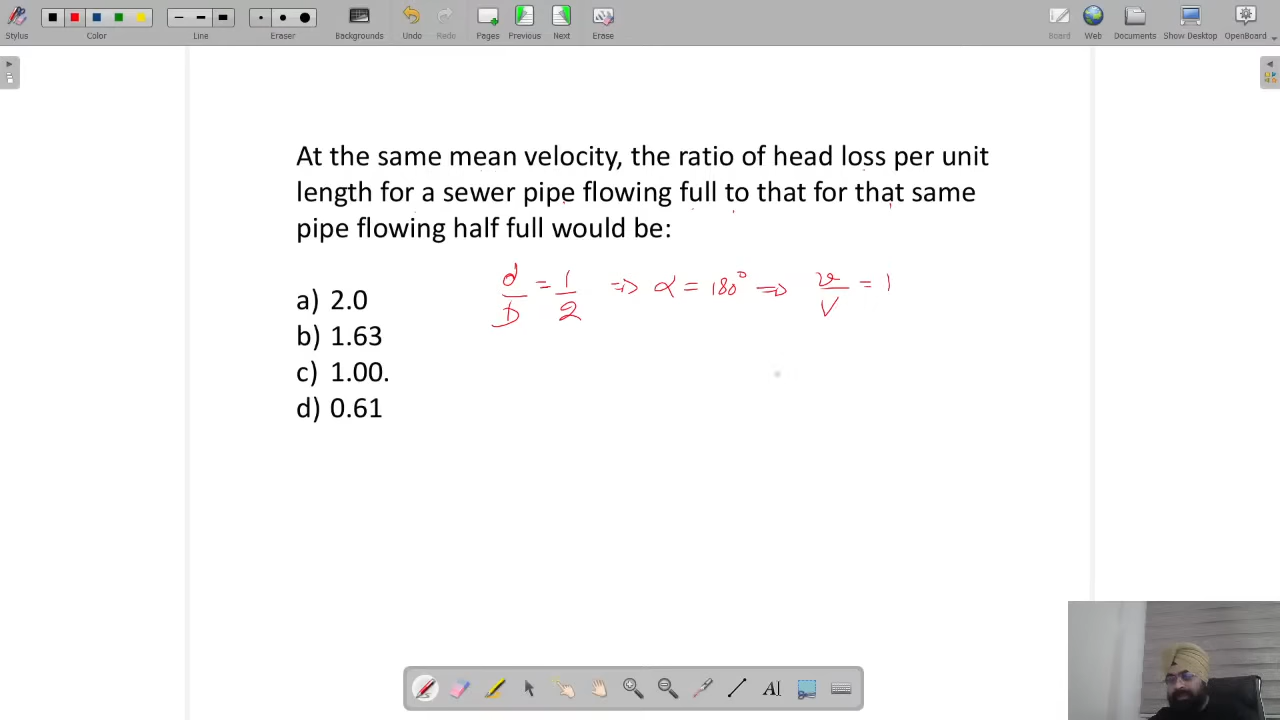 Stylus
Color
Line
Eraser
Backgrounds
Undo
Redo
Pages
Previous
Next
Erase
Board
Web
Documents
Show Desktop
OpenBoard
At the same mean velocity, the ratio of head loss per unit
length for a sewer pipe flowing full to that for that same
pipe flowing half full would be:
d/D = 1/2 => α = 180° => v/V = 1
a) 2.0
b) 1.63
c) 1.00.
d) 0.61
AI